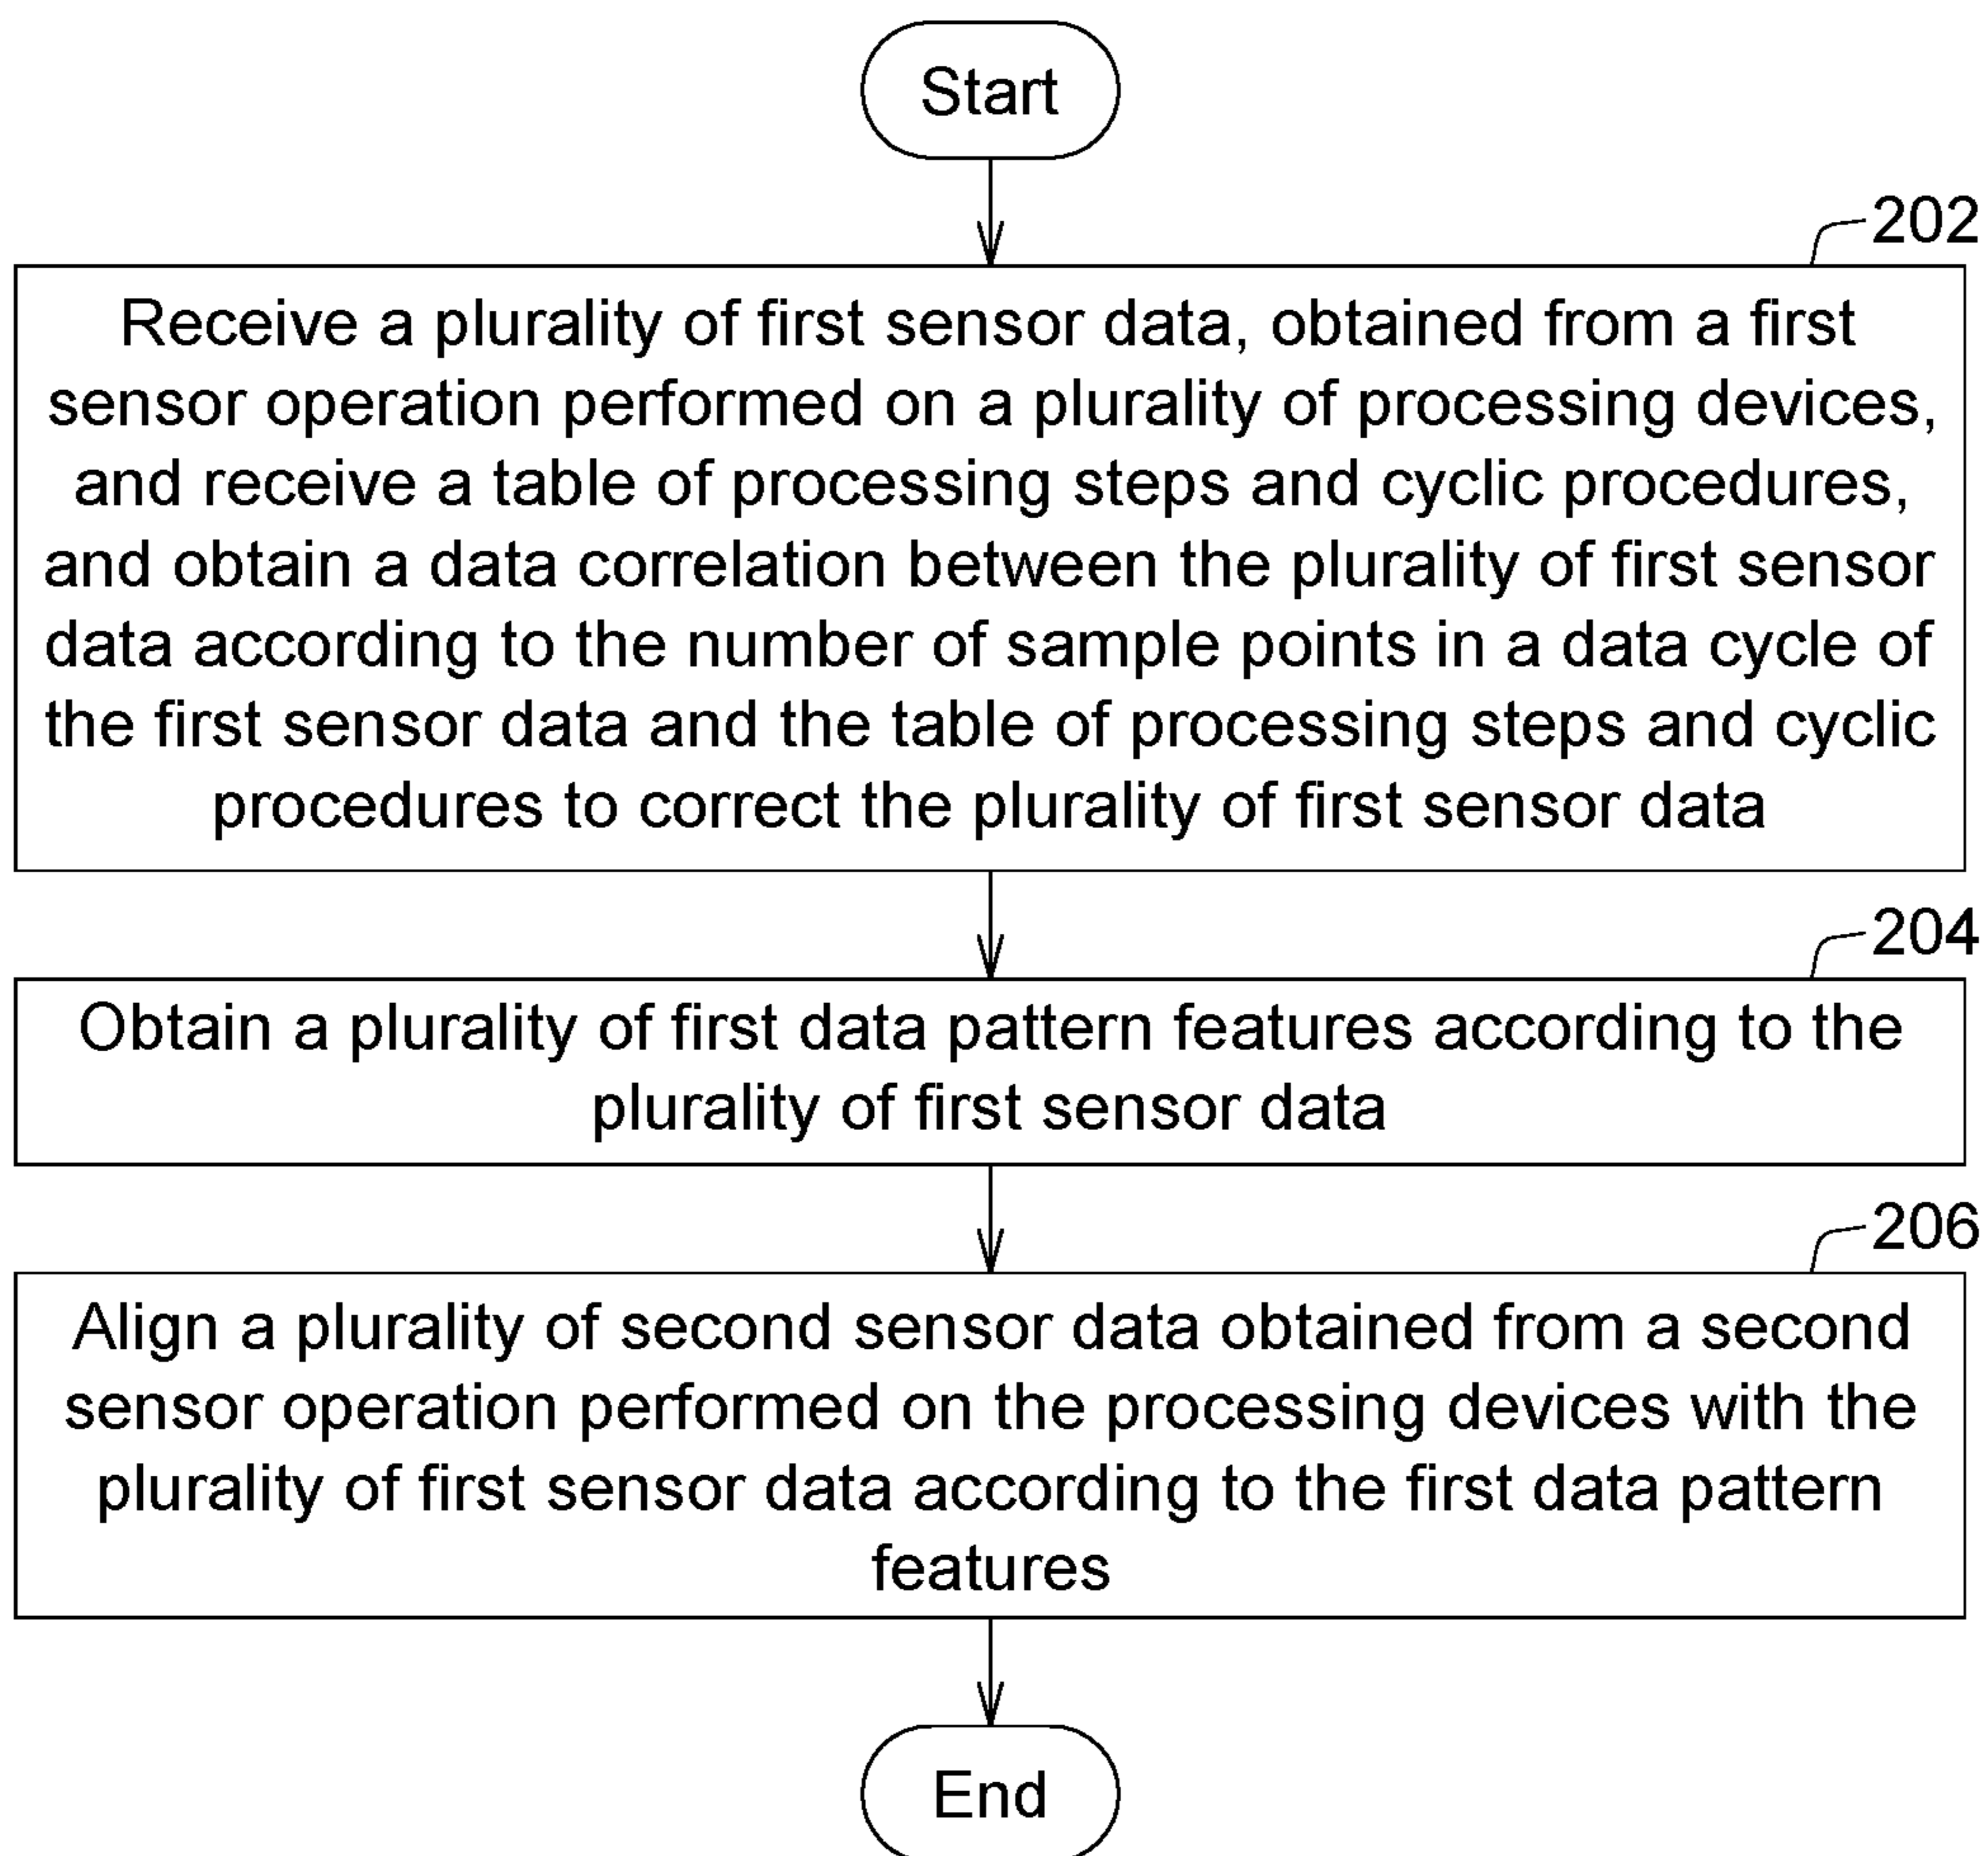 Start
202
Receive a plurality of first sensor data, obtained from a first
sensor operation performed on a plurality of processing devices,
and receive a table of processing steps and cyclic procedures,
and obtain a data correlation between the plurality of first sensor
data according to the number of sample points in a data cycle of
the first sensor data and the table of processing steps and cyclic
procedures to correct the plurality of first sensor data
204
Obtain a plurality of first data pattern features according to the
plurality of first sensor data
206
Align a plurality of second sensor data obtained from a second
sensor operation performed on the processing devices with the
plurality of first sensor data according to the first data pattern
features
End